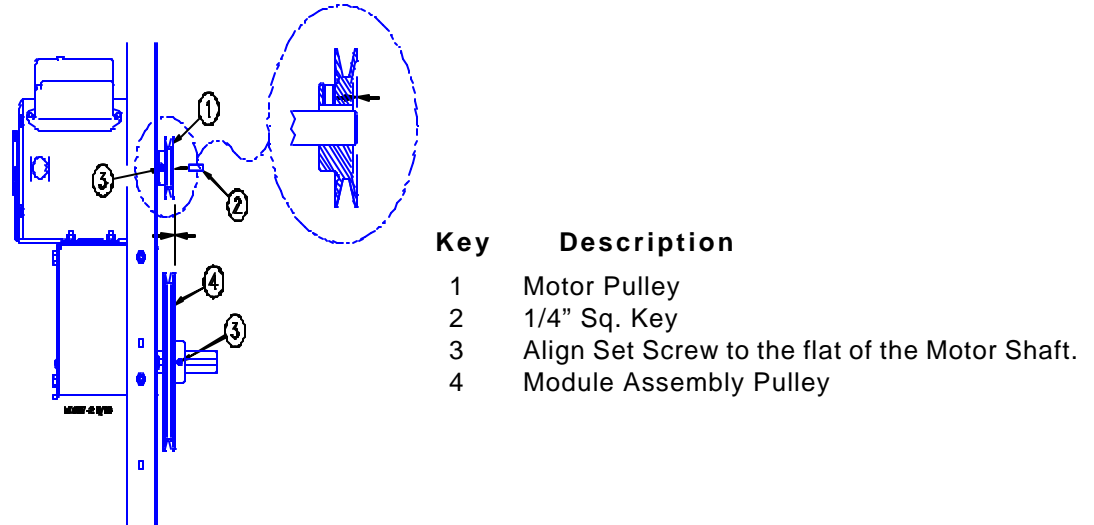 1
3
2
4
3
Key Description
1 Motor Pulley
2 1/4” Sq. Key
3 Align Set Screw to the flat of the Motor Shaft.
4 Module Assembly Pulley